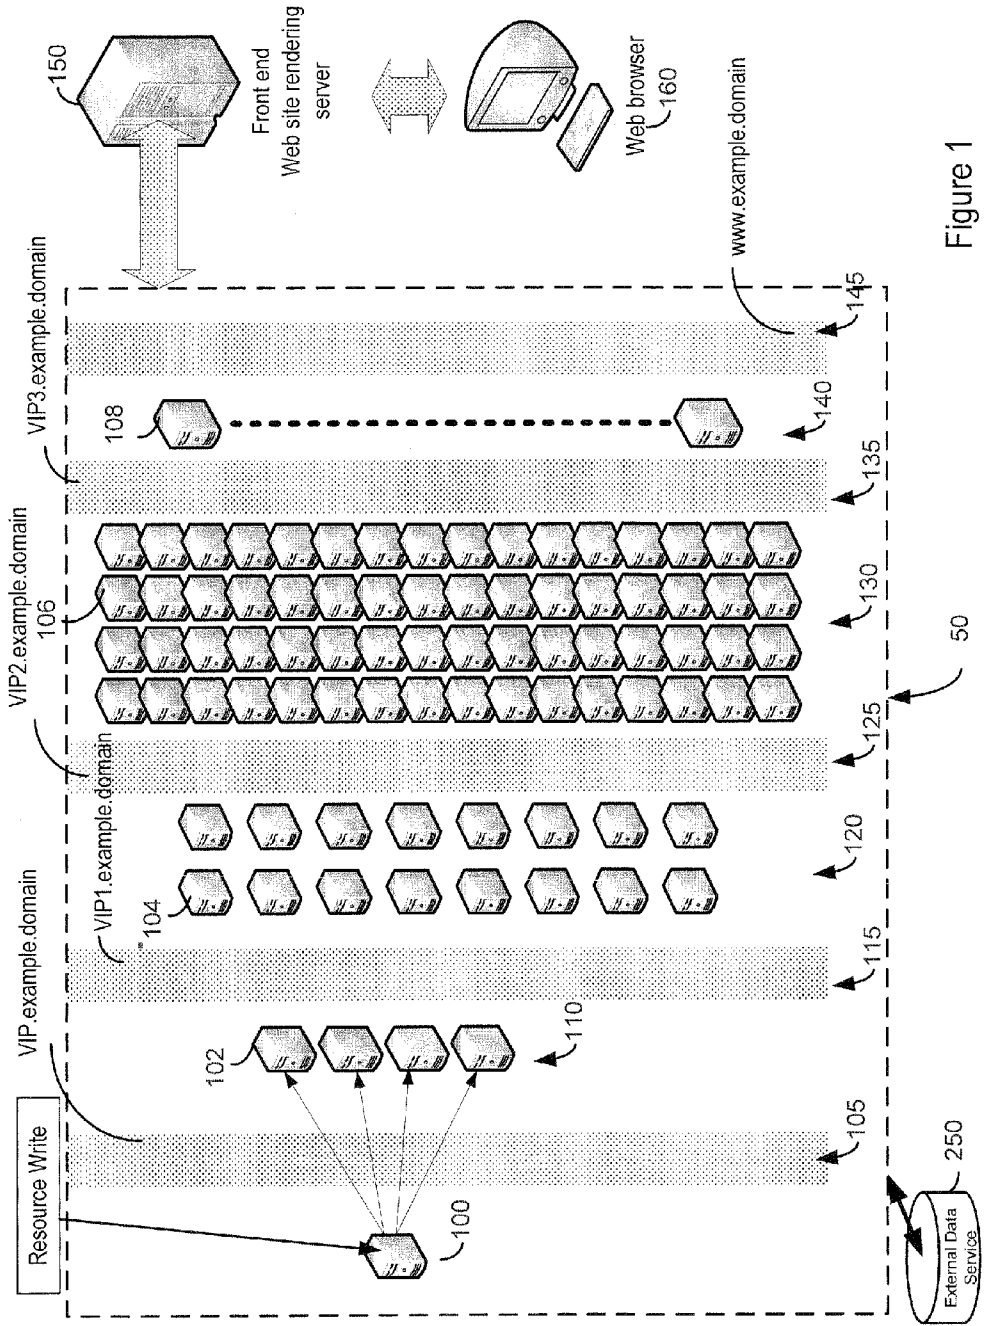 150
Front end
Web site rendering
server
Web browser
160
www.example.domain
Figure 1
VIP3.example.domain
145
108
140
135
VIP2.example.domain
106
130
50
125
VIP1.example.domain
104
120
VIP.example.domain
115
102
110
Resource Write
105
100
250
External Data
Service